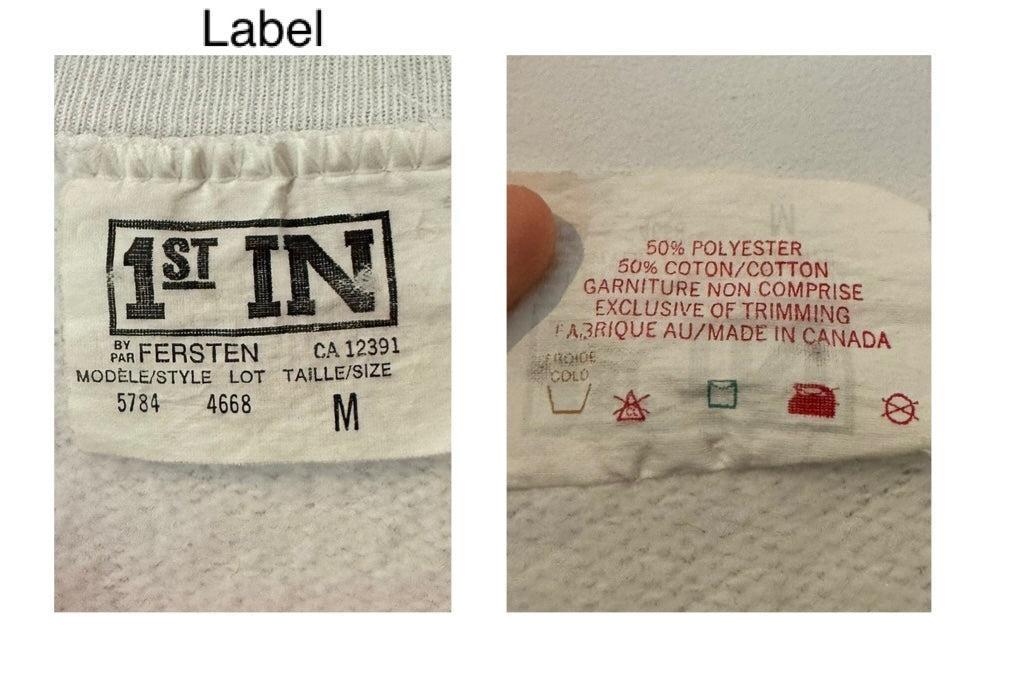 Label
1ST IN
BY
PAR FERSTEN CA 12391
MODÈLE/STYLE LOT TAILLE/SIZE
5784 4668 M
50% POLYESTER
50% COTON/COTTON
GARNITURE NON COMPRISE
EXCLUSIVE OF TRIMMING
FABRIQUE AU/MADE IN CANADA
FROIDE
COLD
CL